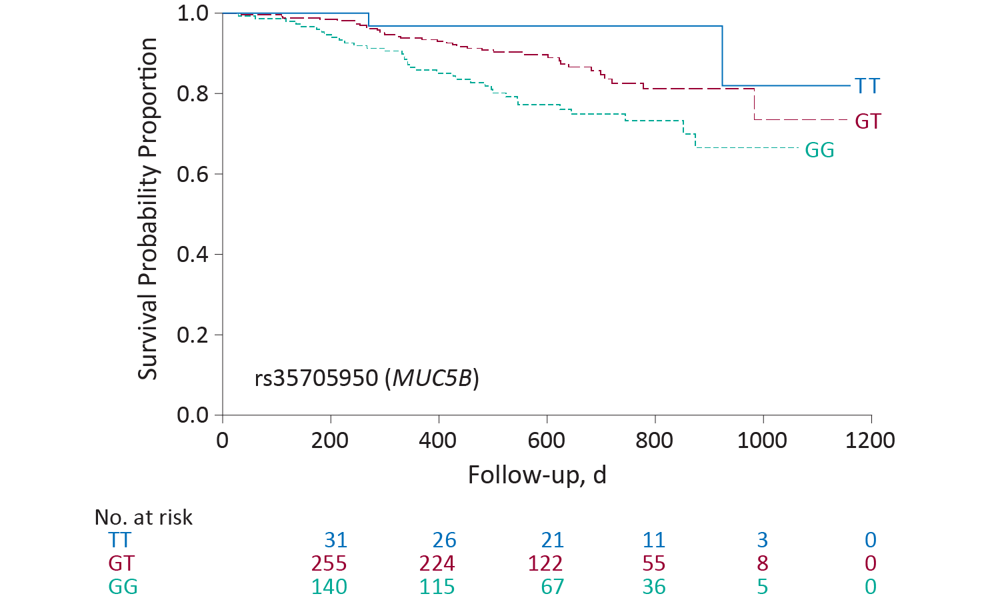 1.0
0.8
0.6
0.4
0.2
0.0
Survival Probability Proportion
TT
GT
GG
rs35705950 (MUC5B)
0 200 400 600 800 1000 1200
Follow-up, d
No. at risk
TT 31 26 21 11 3 0
GT 255 224 122 55 8 0
GG 140 115 67 36 5 0